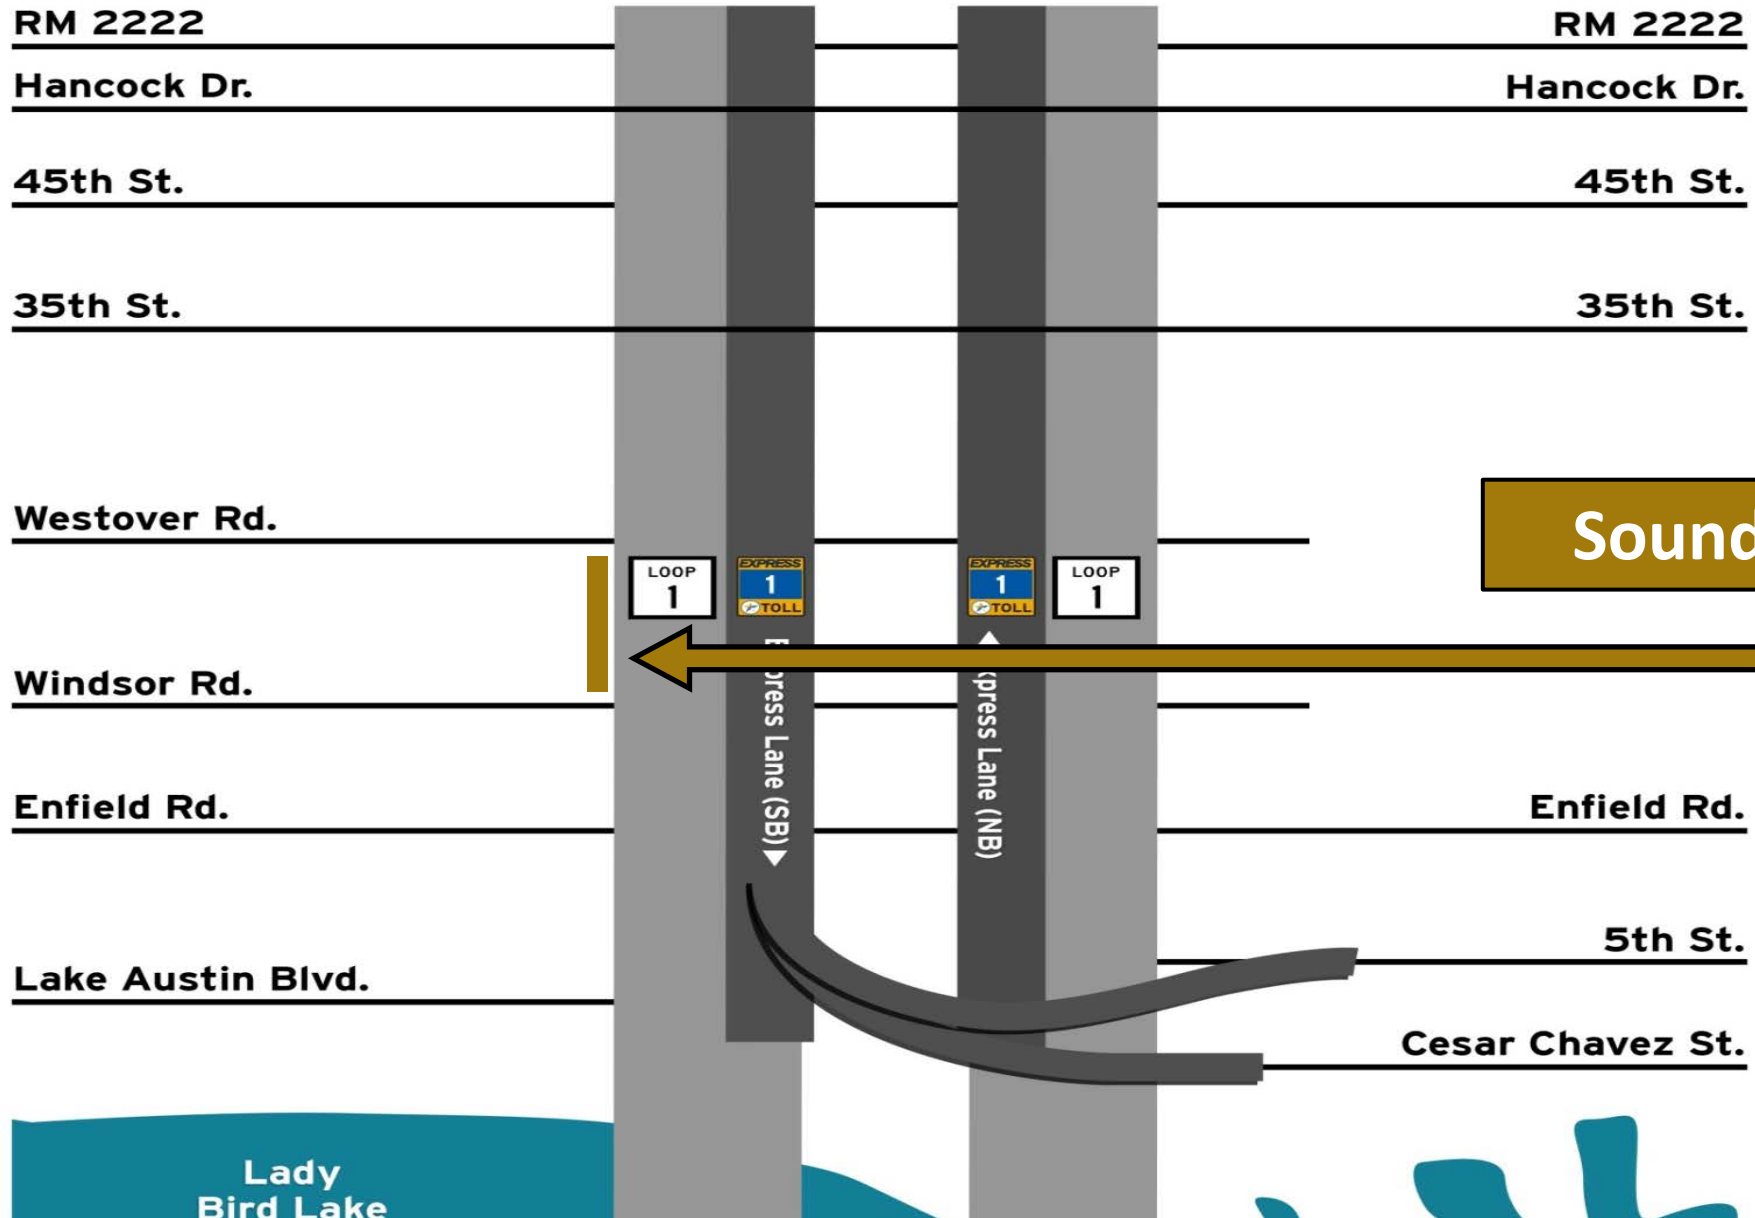 RM 2222
RM 2222
Hancock Dr.
Hancock Dr.
45th St.
45th St.
35th St.
35th St.
Westover Rd.
Sound
LOOP
1
EXPRESS
1
TOLL
EXPRESS
1
TOLL
LOOP
1
Windsor Rd.
Express Lane (SB)
Express Lane (NB)
Enfield Rd.
Enfield Rd.
5th St.
Lake Austin Blvd.
Cesar Chavez St.
Lady
Bird Lake